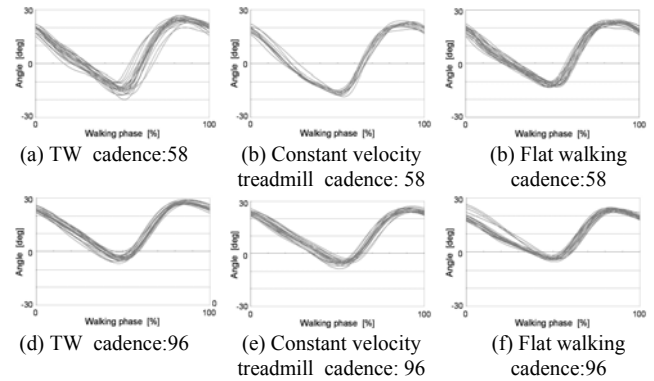 30
0
-30
Angle [deg]
0
100
Walking phase [%]
(a) TW cadence:58
30
0
-30
Angle [deg]
0
100
Walking phase [%]
(b) Constant velocity
treadmill cadence: 58
30
0
-30
Angle [deg]
0
100
Walking phase [%]
(b) Flat walking
cadence:58
30
0
-30
Angle [deg]
0
0
100
Walking phase [%]
(d) TW cadence:96
30
0
-30
Angle [deg]
0
100
Walking phase [%]
(e) Constant velocity
treadmill cadence: 96
30
0
-30
Angle [deg]
0
100
Walking phase [%]
(f) Flat walking
cadence:96